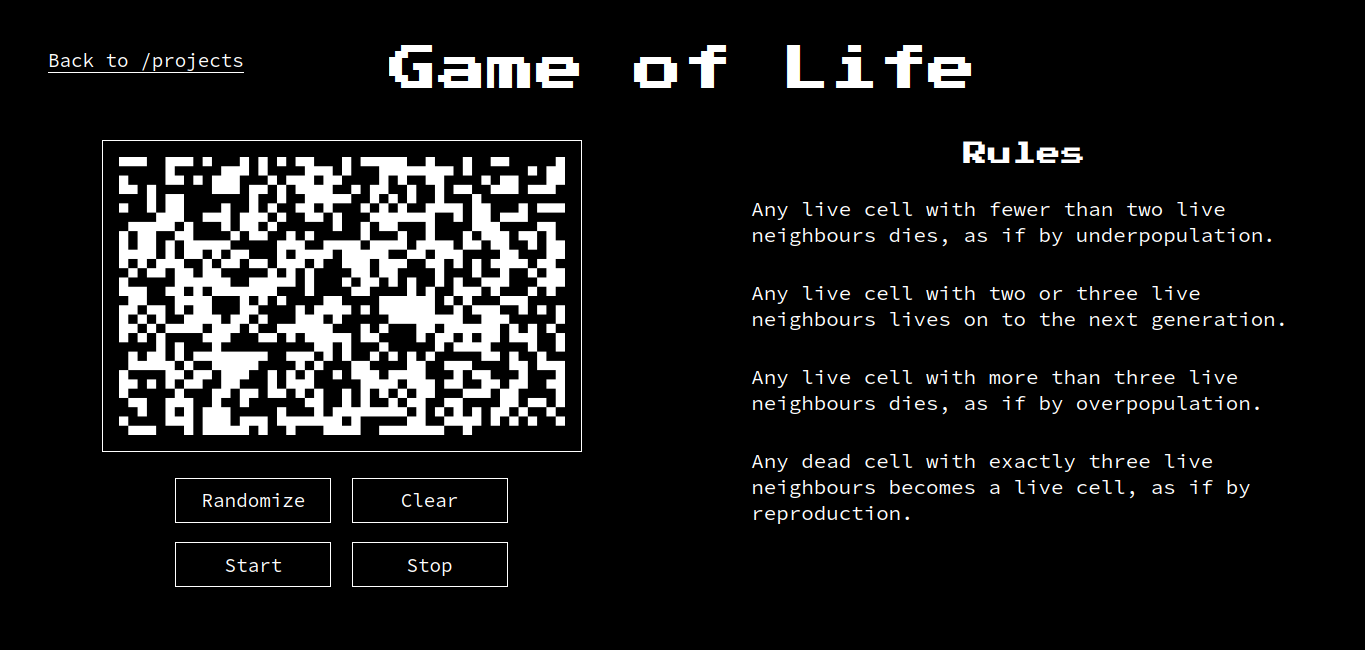 Back to /projects
Game of Life
Randomize
Clear
Start
Stop
Rules
Any live cell with fewer than two live
neighbours dies, as if by underpopulation.
Any live cell with two or three live
neighbours lives on to the next generation.
Any live cell with more than three live
neighbours dies, as if by overpopulation.
Any dead cell with exactly three live
neighbours becomes a live cell, as if by
reproduction.